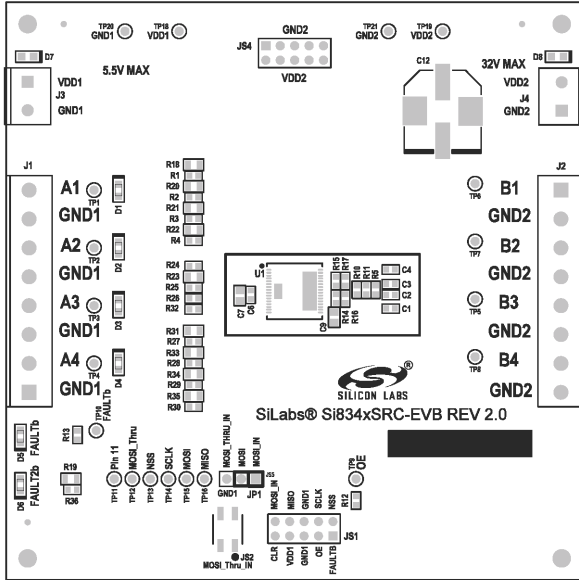 TP20 TP18 TP21 TP19
GND1 VDD1 GND2 GND2 VDD2
JS4
VDD2
D7 5.5V MAX C12 32V MAX D8
VDD1 VDD2
J3 J4
GND1 GND2
J1 J2
A1 TP1 D1 TP6 B1
GND1 GND2
A2 TP2 D2 TP7 B2
GND1 GND2
A3 TP3 D3 TP5 B3
GND1 GND2
A4 TP4 D4 TP8 B4
GND1 GND2
R18
R1
R20
R2
R21
R3
R22
R4
R24
R23
R25
R26
R32
R31
R27
R33
R28
R34
R29
R35
R30
U1
C7 C6 C9
R15 R17 R10 R11 R5
R14 R16
C4
C3
C2
C1
®
SILICON LABS
SiLabs® Si834xSRC-EVB REV 2.0
D5 FAULTb R13 TP10 FAULTb
D6 FAULT2b R19
R36
Pin 11 MOSI_Thru NSS SCLK MOSI MISO
TP11 TP12 TP13 TP14 TP15 TP16
MOSI_THRU_IN MOSI MOSI_IN JS5
GND1 JP1
TP9 OE
R12
JS2
MOSI_Thru_IN
MOSI_IN MISO GND1 SCLK NSS
JS1
CLR VDD1 GND1 OE FAULTB